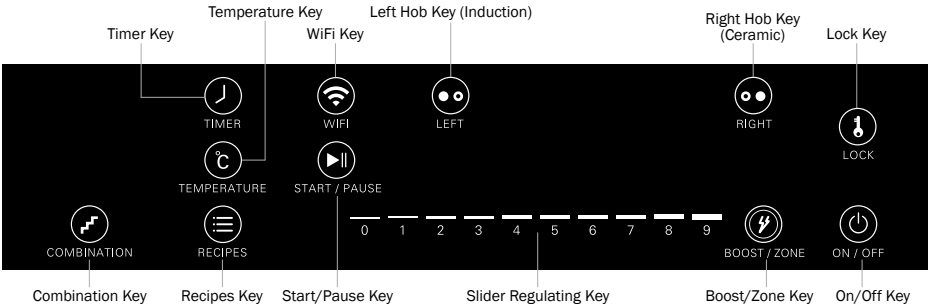 Temperature Key
Left Hob Key (Induction)
Right Hob Key
(Ceramic)
Timer Key
WiFi Key
Lock Key
TIMER
WIFI
LEFT
RIGHT
LOCK
°C
TEMPERATURE
START / PAUSE
COMBINATION
RECIPES
0 1 2 3 4 5 6 7 8 9
BOOST / ZONE
ON / OFF
Combination Key
Recipes Key
Start/Pause Key
Slider Regulating Key
Boost/Zone Key
On/Off Key